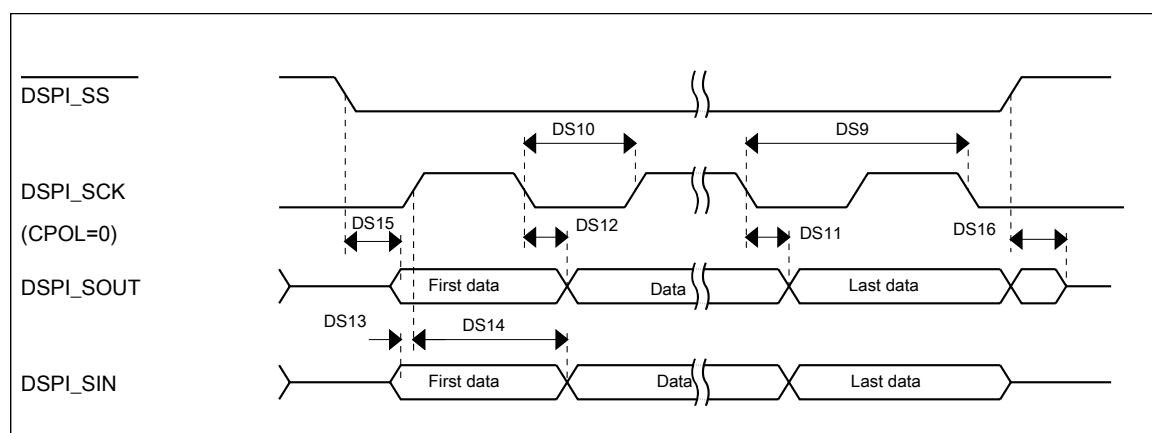 DSPI_SS
DS10
DS9
DSPI_SCK
(CPOL=0)
DS15
DS12
DS11
DS16
DSPI_SOUT
First data
Data
Last data
DS13
DS14
DSPI_SIN
First data
Data
Last data